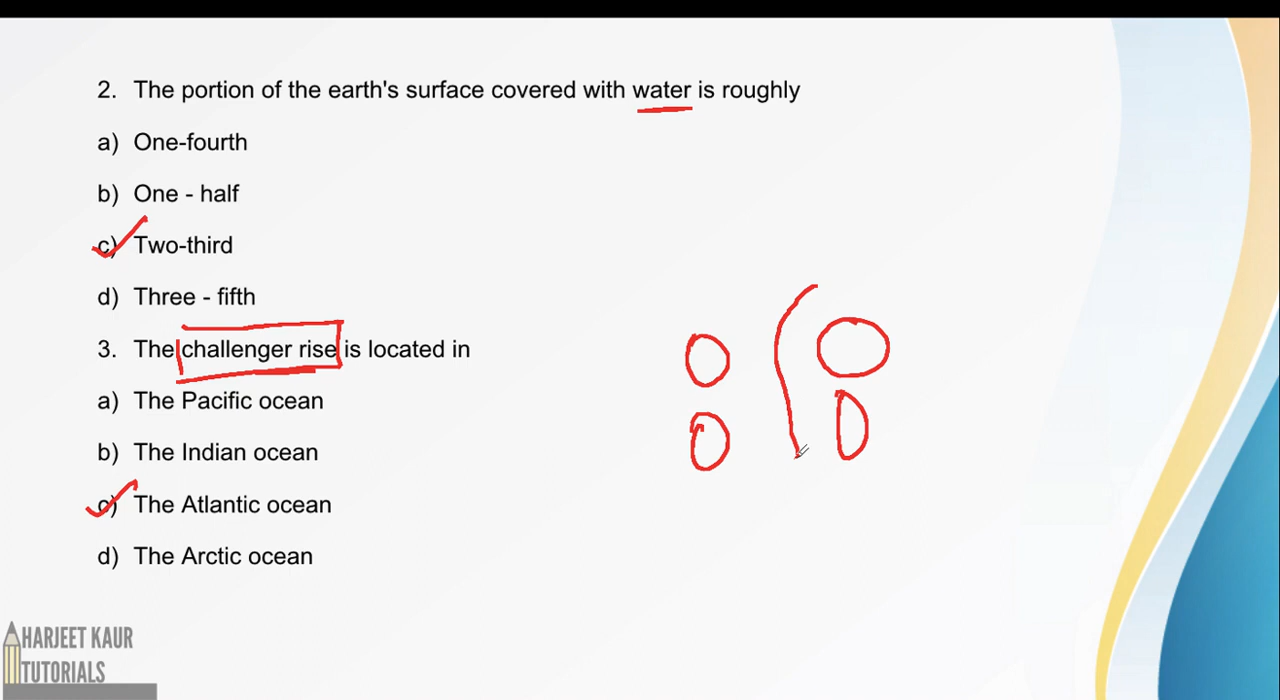 2. The portion of the earth's surface covered with water is roughly
a) One-fourth
b) One - half
c) Two-third
d) Three - fifth
3. The challenger rise is located in
a) The Pacific ocean
b) The Indian ocean
c) The Atlantic ocean
d) The Arctic ocean
HARJEET KAUR
TUTORIALS